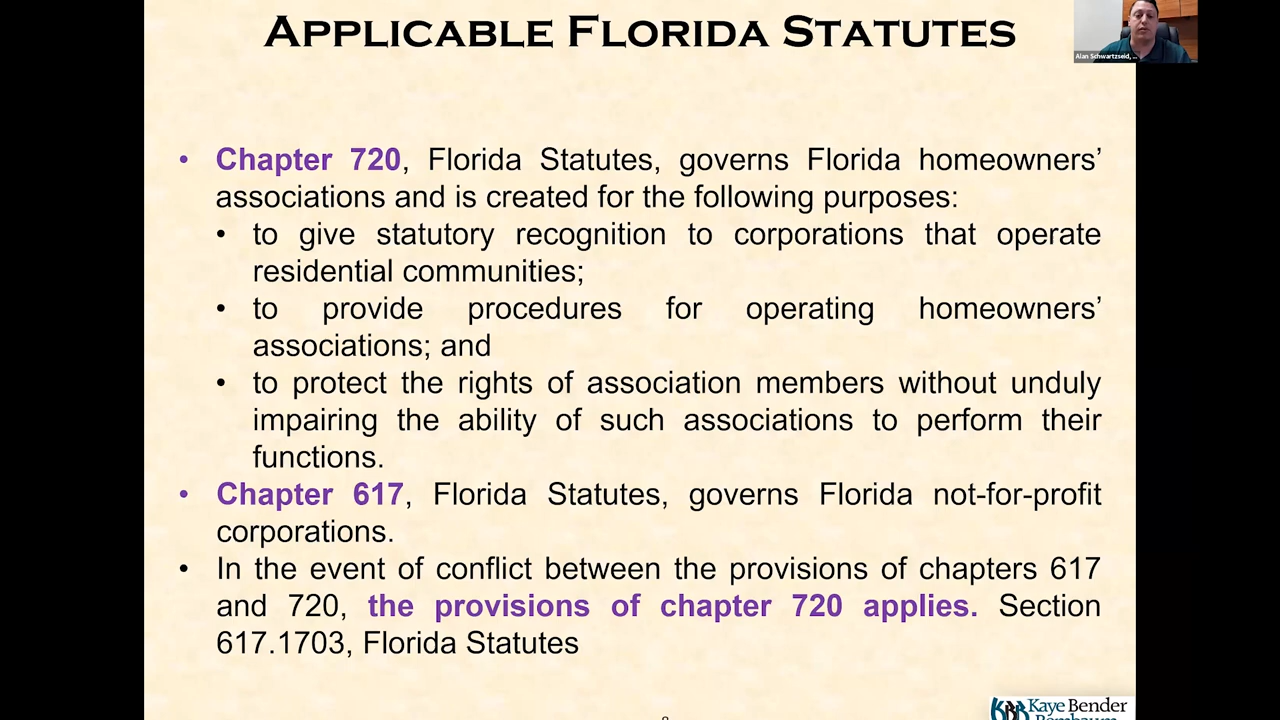 APPLICABLE FLORIDA STATUTES
Alan Schwartzseid, ...
• Chapter 720, Florida Statutes, governs Florida homeowners’
associations and is created for the following purposes:
• to give statutory recognition to corporations that operate
residential communities;
• to provide procedures for operating homeowners’
associations; and
• to protect the rights of association members without unduly
impairing the ability of such associations to perform their
functions.
• Chapter 617, Florida Statutes, governs Florida not-for-profit
corporations.
• In the event of conflict between the provisions of chapters 617
and 720, the provisions of chapter 720 applies. Section
617.1703, Florida Statutes
KBR Kaye Bender